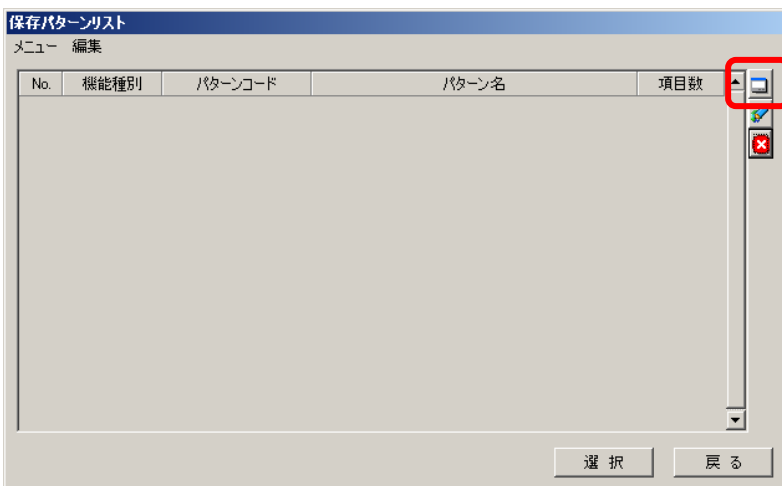 保存パターンリスト
メニュー 編集
No. 機能種別 パターンコード パターン名 項目数
選 択 戻 る